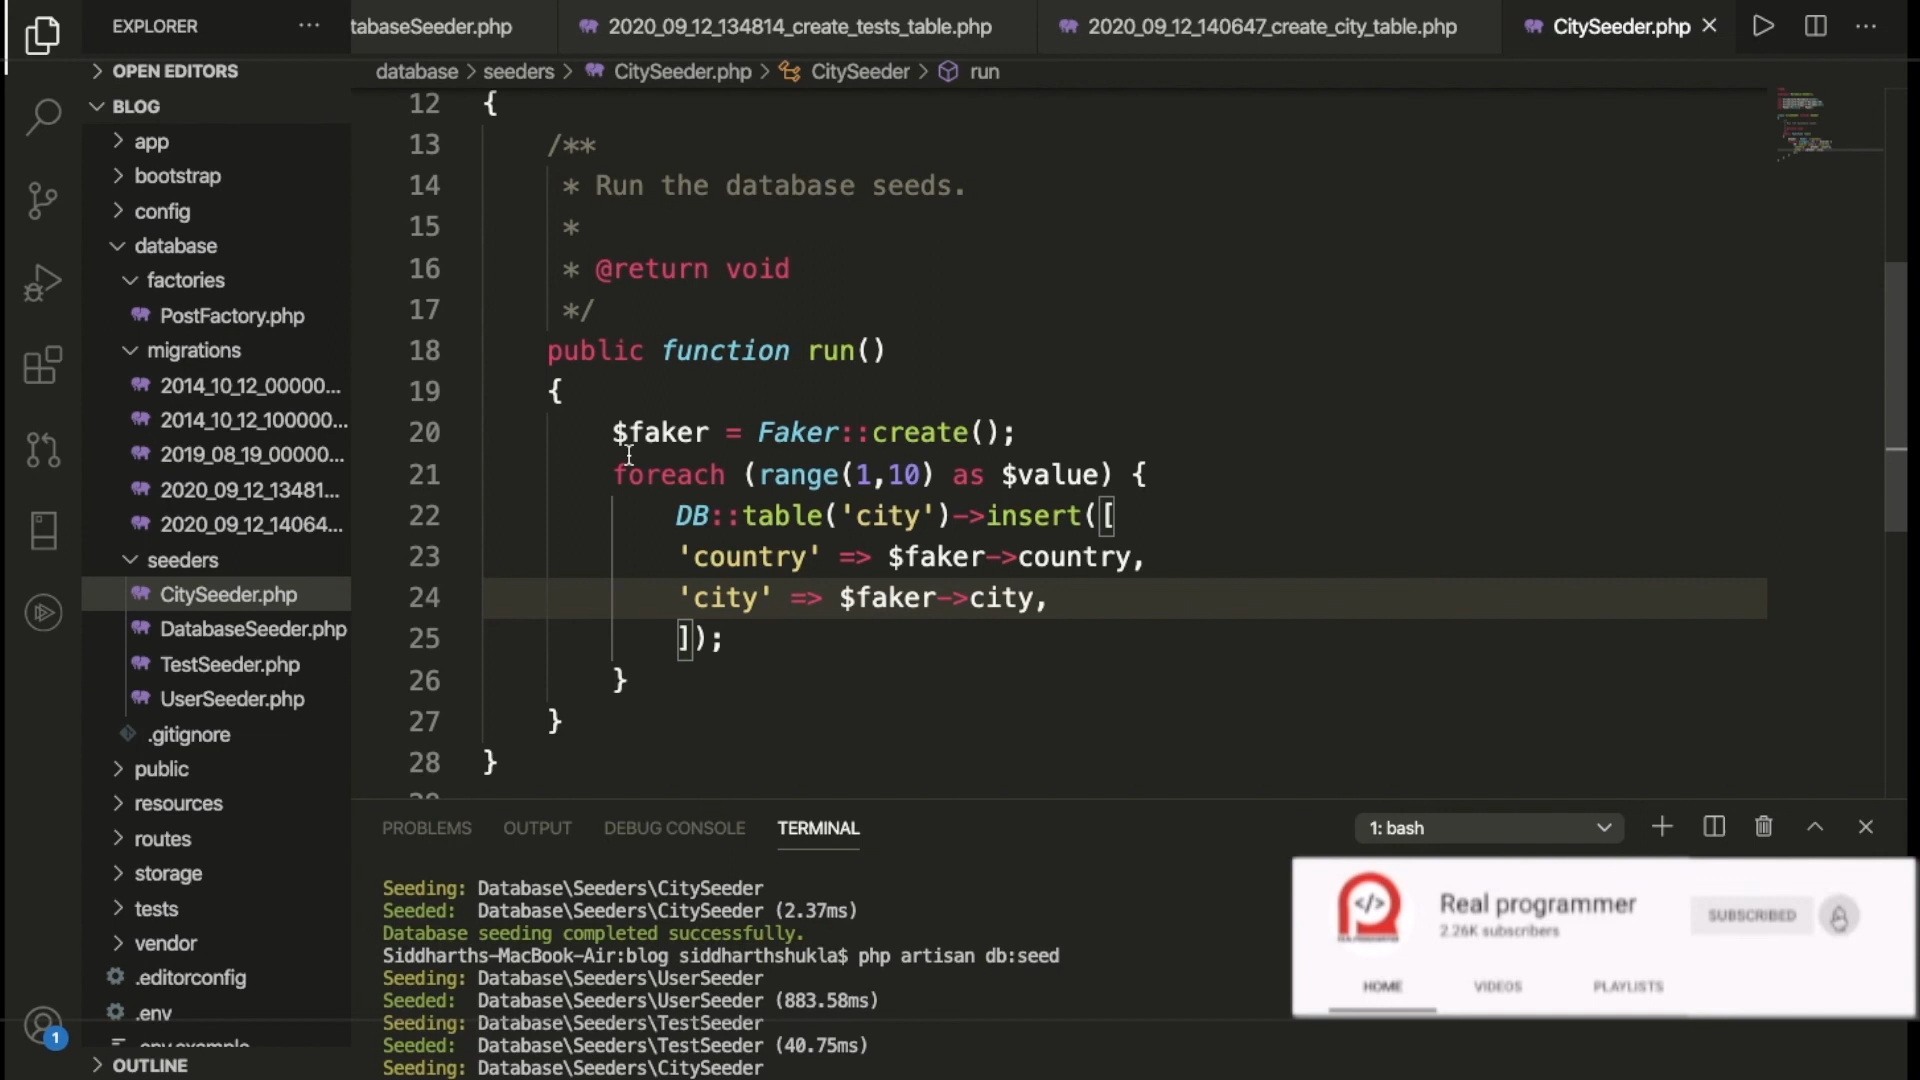 EXPLORER
tabaseSeeder.php
2020_09_12_134814_create_tests_table.php
2020_09_12_140647_create_city_table.php
CitySeeder.php
OPEN EDITORS
database > seeders > CitySeeder.php > CitySeeder > run
BLOG
app
bootstrap
config
database
factories
PostFactory.php
migrations
2014_10_12_00000...
2014_10_12_100000...
2019_08_19_00000...
2020_09_12_13481...
2020_09_12_14064...
seeders
CitySeeder.php
DatabaseSeeder.php
TestSeeder.php
UserSeeder.php
.gitignore
public
resources
routes
storage
tests
vendor
.editorconfig
.env
.env.example
OUTLINE
1
12 {
13 /**
14 * Run the database seeds.
15 *
16 * @return void
17 */
18 public function run()
19 {
20 $faker = Faker::create();
21 foreach (range(1,10) as $value) {
22 DB::table('city')->insert([
23 'country' => $faker->country,
24 'city' => $faker->city,
25 ]);
26 }
27 }
28 }
PROBLEMS OUTPUT DEBUG CONSOLE TERMINAL
1: bash
Seeding: Database\Seeders\CitySeeder
Seeded: Database\Seeders\CitySeeder (2.37ms)
Database seeding completed successfully.
Siddharths-MacBook-Air:blog siddharthshukla$ php artisan db:seed
Seeding: Database\Seeders\UserSeeder
Seeded: Database\Seeders\UserSeeder (883.58ms)
Seeding: Database\Seeders\TestSeeder
Seeded: Database\Seeders\TestSeeder (40.75ms)
Seeding: Database\Seeders\CitySeeder
Real programmer
2.26K subscribers
SUBSCRIBED
HOME VIDEOS PLAYLISTS